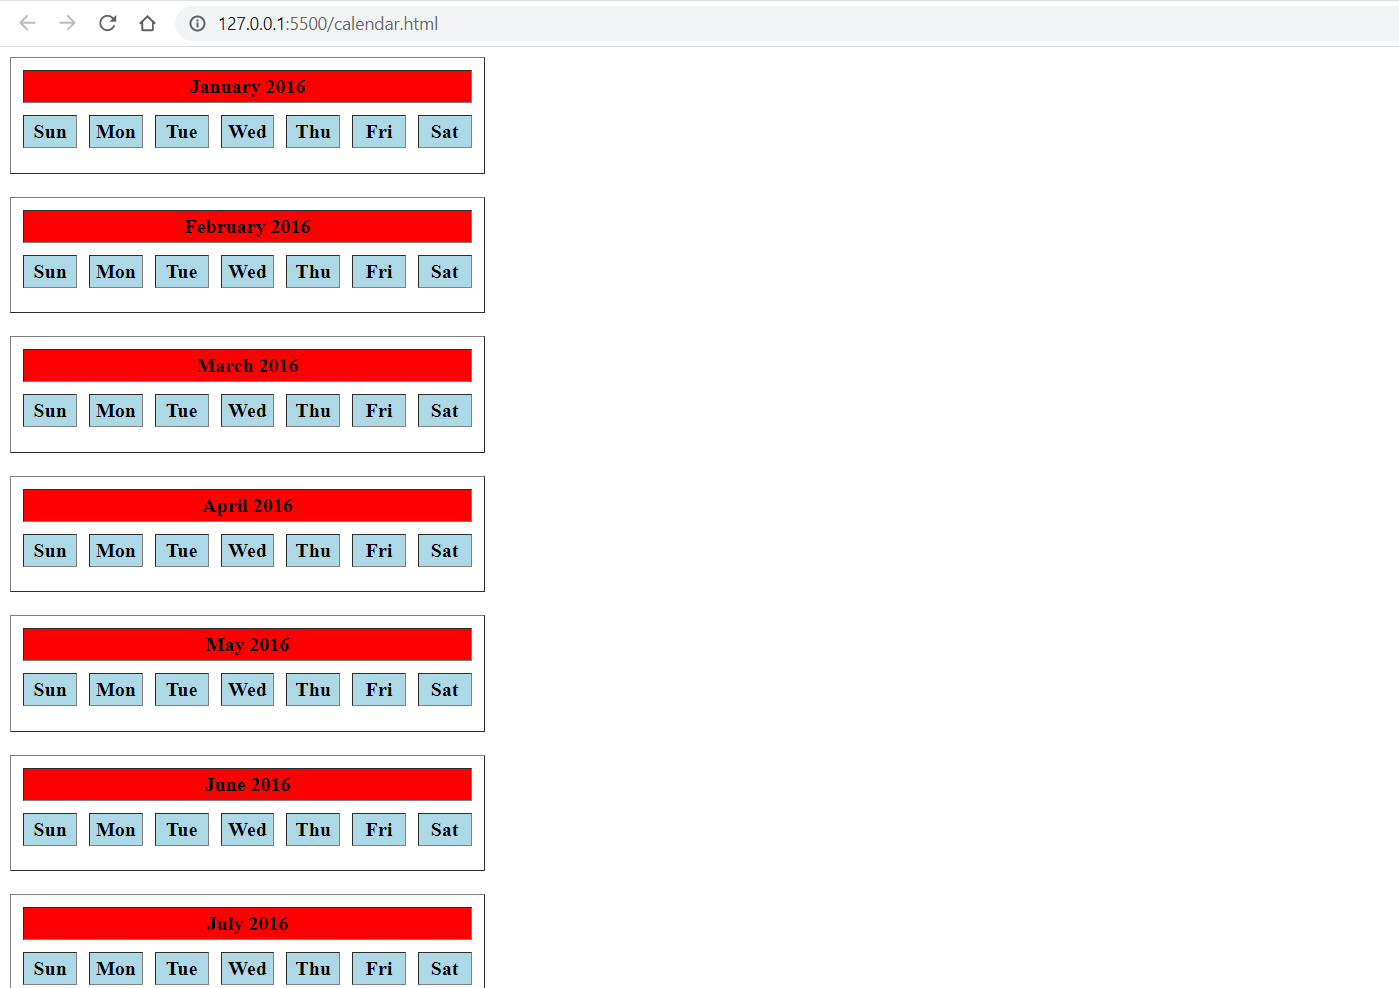 127.0.0.1:5500/calendar.html
January 2016
Sun Mon Tue Wed Thu Fri Sat
February 2016
Sun Mon Tue Wed Thu Fri Sat
March 2016
Sun Mon Tue Wed Thu Fri Sat
April 2016
Sun Mon Tue Wed Thu Fri Sat
May 2016
Sun Mon Tue Wed Thu Fri Sat
June 2016
Sun Mon Tue Wed Thu Fri Sat
July 2016
Sun Mon Tue Wed Thu Fri Sat